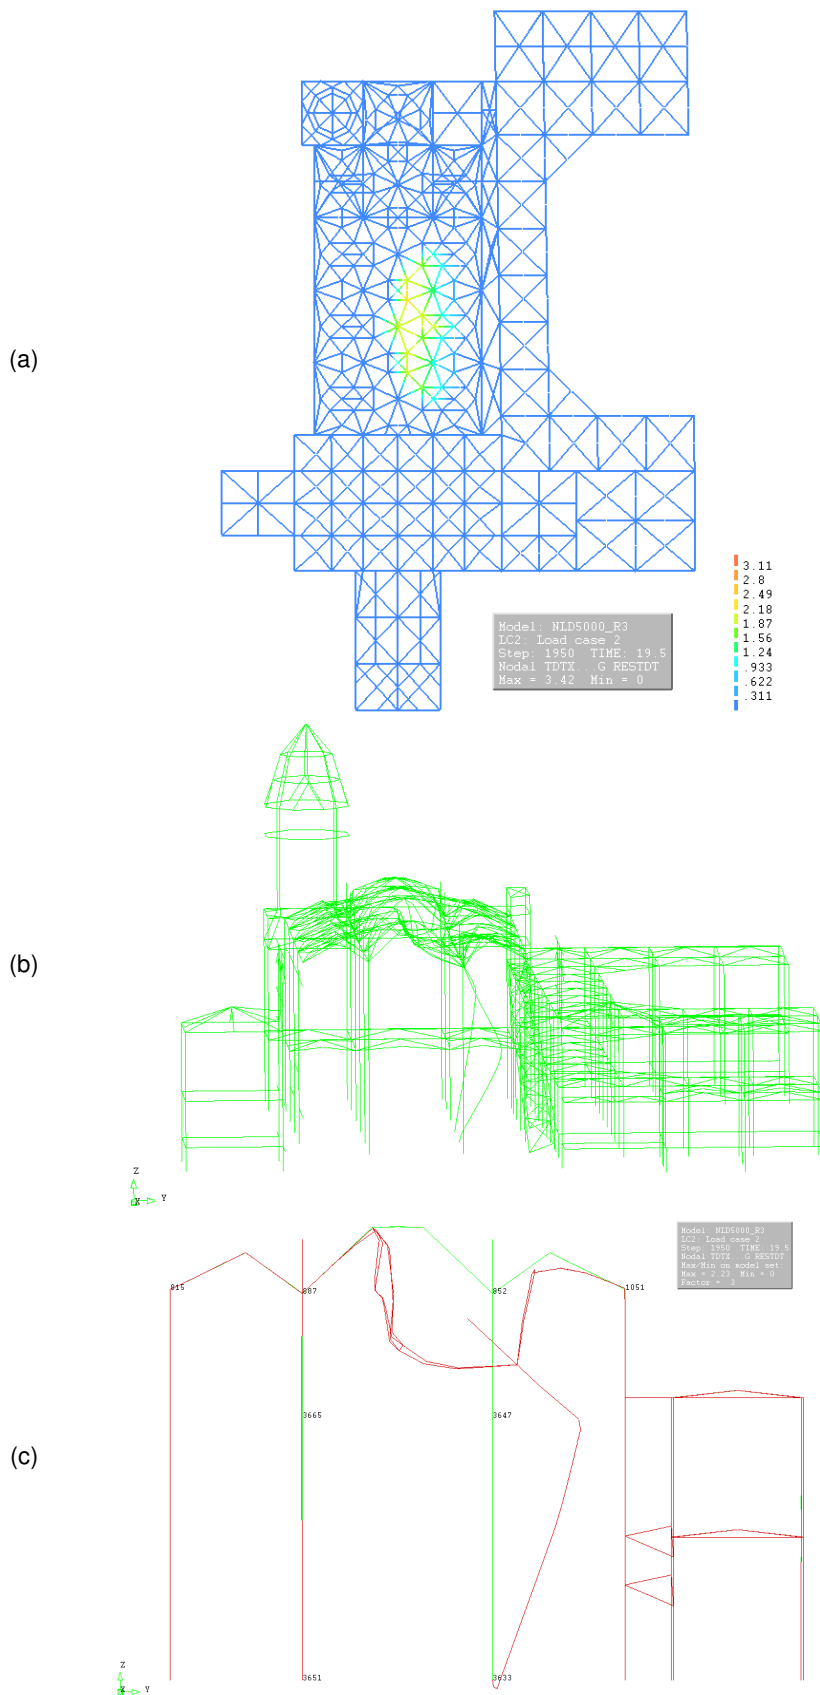 (a)
3.11
2.8
2.49
2.18
1.87
1.56
1.24
.933
.622
.311
Model: NLD5000_R3
LC2: Load case 2
Step: 1950 TIME: 19.5
Nodal TDTX...G RESTDT
Max = 3.42 Min = 0
(b)
Z
X Y
Model: NLD5000_R3
LC2: Load case 2
Step: 1950 TIME: 19.5
Nodal TDTX...G RESTDT
Max/Min on model set
Max = 2.23 Min = 0
Factor = 3
815 887 852 1051
3665 3647
(c)
3651 3633
Z
X Y